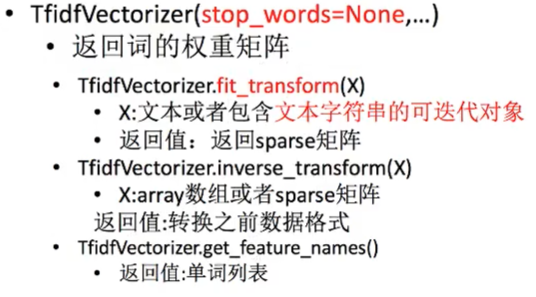 • TfidfVectorizer(stop_words=None,…)
• 返回词的权重矩阵
• TfidfVectorizer.fit_transform(X)
• X:文本或者包含文本字符串的可迭代对象
• 返回值：返回sparse矩阵
• TfidfVectorizer.inverse_transform(X)
• X:array数组或者sparse矩阵
返回值:转换之前数据格式
• TfidfVectorizer.get_feature_names()
• 返回值:单词列表